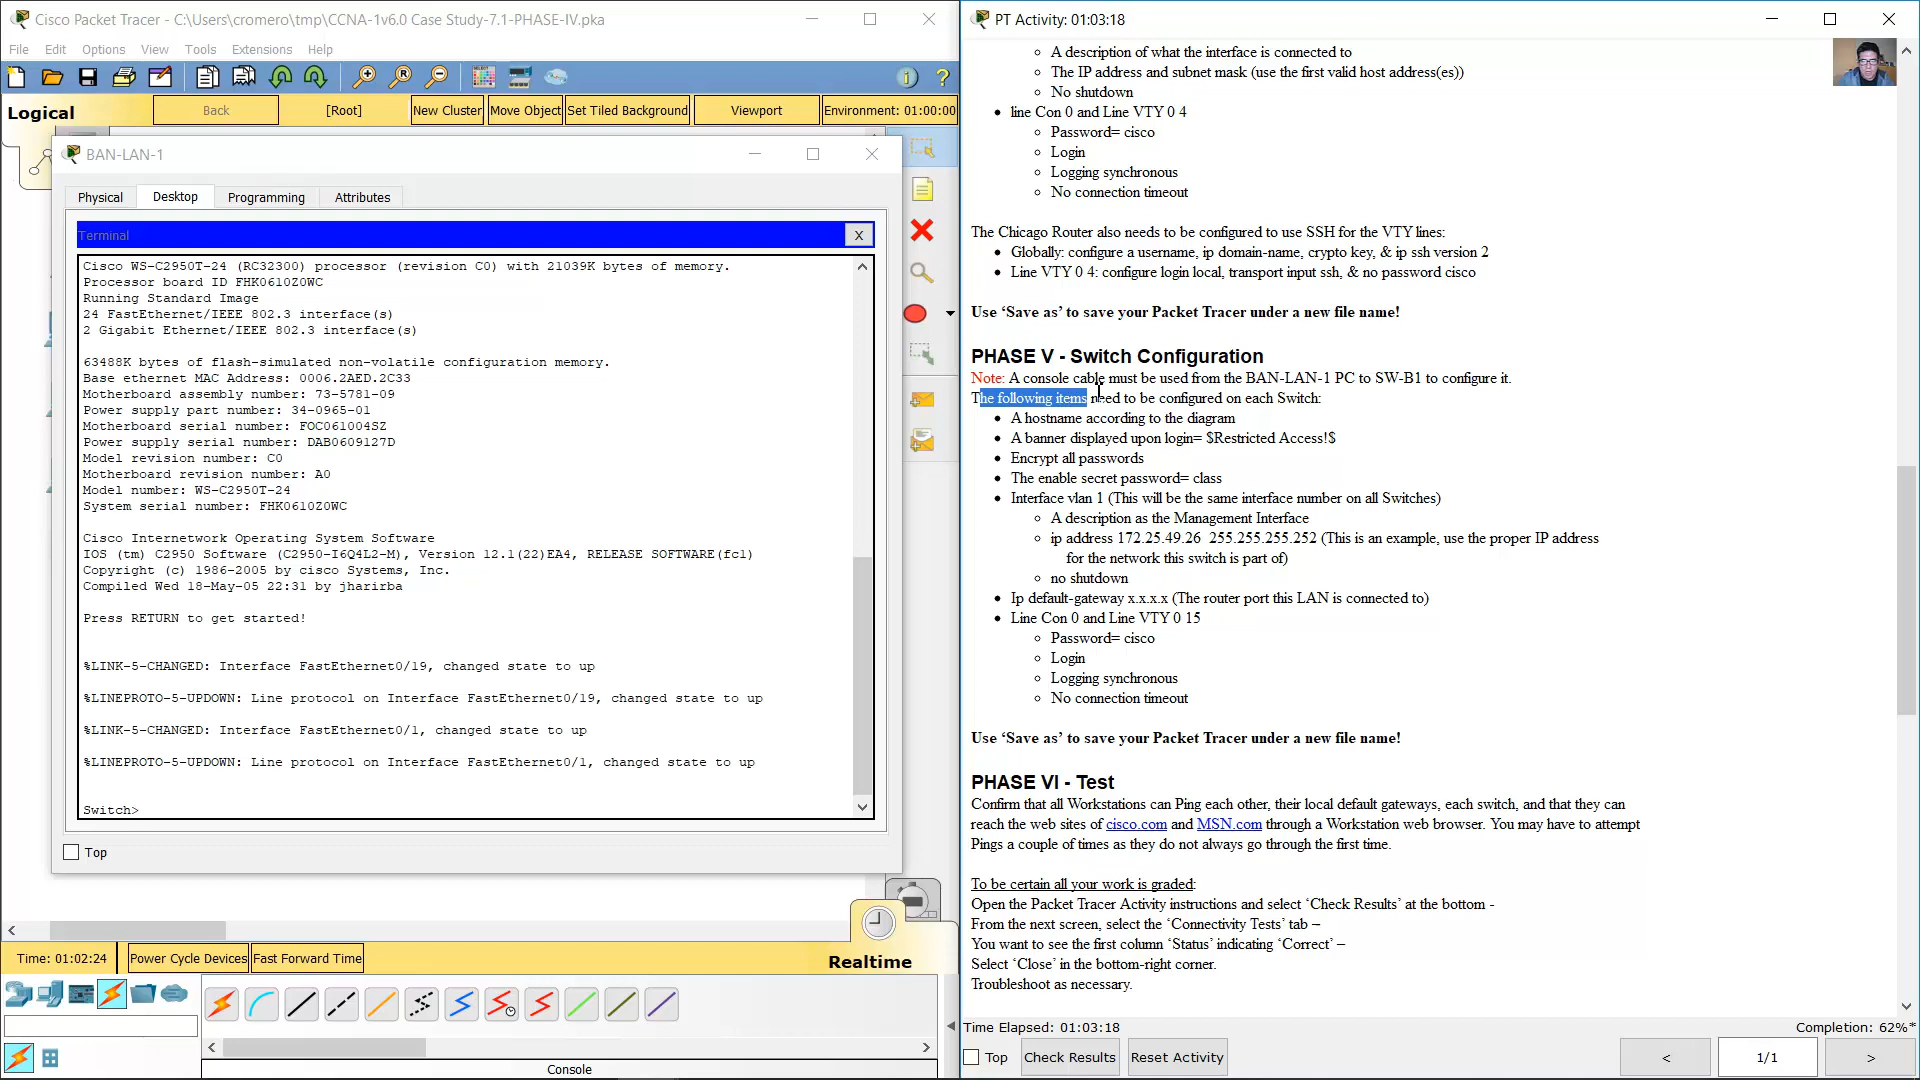 Cisco Packet Tracer - C:\Users\cromero\tmp\CCNA-1v6.0 Case Study-7.1-PHASE-IV.pka
File Edit Options View Tools Extensions Help
Logical
Back
[Root]
New Cluster
Move Object
Set Tiled Background
Viewport
Environment: 01:00:00
BAN-LAN-1
Physical
Desktop
Programming
Attributes
Terminal
X
Cisco WS-C2950T-24 (RC32300) processor (revision C0) with 21039K bytes of memory.
Processor board ID FHK0610Z0WC
Running Standard Image
24 FastEthernet/IEEE 802.3 interface(s)
2 Gigabit Ethernet/IEEE 802.3 interface(s)
63488K bytes of flash-simulated non-volatile configuration memory.
Base ethernet MAC Address: 0006.2AED.2C33
Motherboard assembly number: 73-5781-09
Power supply part number: 34-0965-01
Motherboard serial number: FOC061004SZ
Power supply serial number: DAB0609127D
Model revision number: C0
Motherboard revision number: A0
Model number: WS-C2950T-24
System serial number: FHK0610Z0WC
Cisco Internetwork Operating System Software
IOS (tm) C2950 Software (C2950-I6Q4L2-M), Version 12.1(22)EA4, RELEASE SOFTWARE(fc1)
Copyright (c) 1986-2005 by cisco Systems, Inc.
Compiled Wed 18-May-05 22:31 by jharirba
Press RETURN to get started!
%LINK-5-CHANGED: Interface FastEthernet0/19, changed state to up
%LINEPROTO-5-UPDOWN: Line protocol on Interface FastEthernet0/19, changed state to up
%LINK-5-CHANGED: Interface FastEthernet0/1, changed state to up
%LINEPROTO-5-UPDOWN: Line protocol on Interface FastEthernet0/1, changed state to up
Switch>
Top
Time: 01:02:24
Power Cycle Devices
Fast Forward Time
Realtime
Console
PT Activity: 01:03:18
A description of what the interface is connected to
The IP address and subnet mask (use the first valid host address(es))
No shutdown
line Con 0 and Line VTY 0 4
Password= cisco
Login
Logging synchronous
No connection timeout
The Chicago Router also needs to be configured to use SSH for the VTY lines:
Globally: configure a username, ip domain-name, crypto key, & ip ssh version 2
Line VTY 0 4: configure login local, transport input ssh, & no password cisco
Use ‘Save as’ to save your Packet Tracer under a new file name!
PHASE V - Switch Configuration
Note: A console cable must be used from the BAN-LAN-1 PC to SW-B1 to configure it.
The following items need to be configured on each Switch:
A hostname according to the diagram
A banner displayed upon login= $Restricted Access!$
Encrypt all passwords
The enable secret password= class
Interface vlan 1 (This will be the same interface number on all Switches)
A description as the Management Interface
ip address 172.25.49.26 255.255.255.252 (This is an example, use the proper IP address
for the network this switch is part of)
no shutdown
Ip default-gateway x.x.x.x (The router port this LAN is connected to)
Line Con 0 and Line VTY 0 15
Password= cisco
Login
Logging synchronous
No connection timeout
Use ‘Save as’ to save your Packet Tracer under a new file name!
PHASE VI - Test
Confirm that all Workstations can Ping each other, their local default gateways, each switch, and that they can
reach the web sites of cisco.com and MSN.com through a Workstation web browser. You may have to attempt
Pings a couple of times as they do not always go through the first time.
To be certain all your work is graded:
Open the Packet Tracer Activity instructions and select ‘Check Results’ at the bottom -
From the next screen, select the ‘Connectivity Tests’ tab –
You want to see the first column ‘Status’ indicating ‘Correct’ –
Select ‘Close’ in the bottom-right corner.
Troubleshoot as necessary.
Time Elapsed: 01:03:18
Completion: 62%*
Top
Check Results
Reset Activity
<
1/1
>